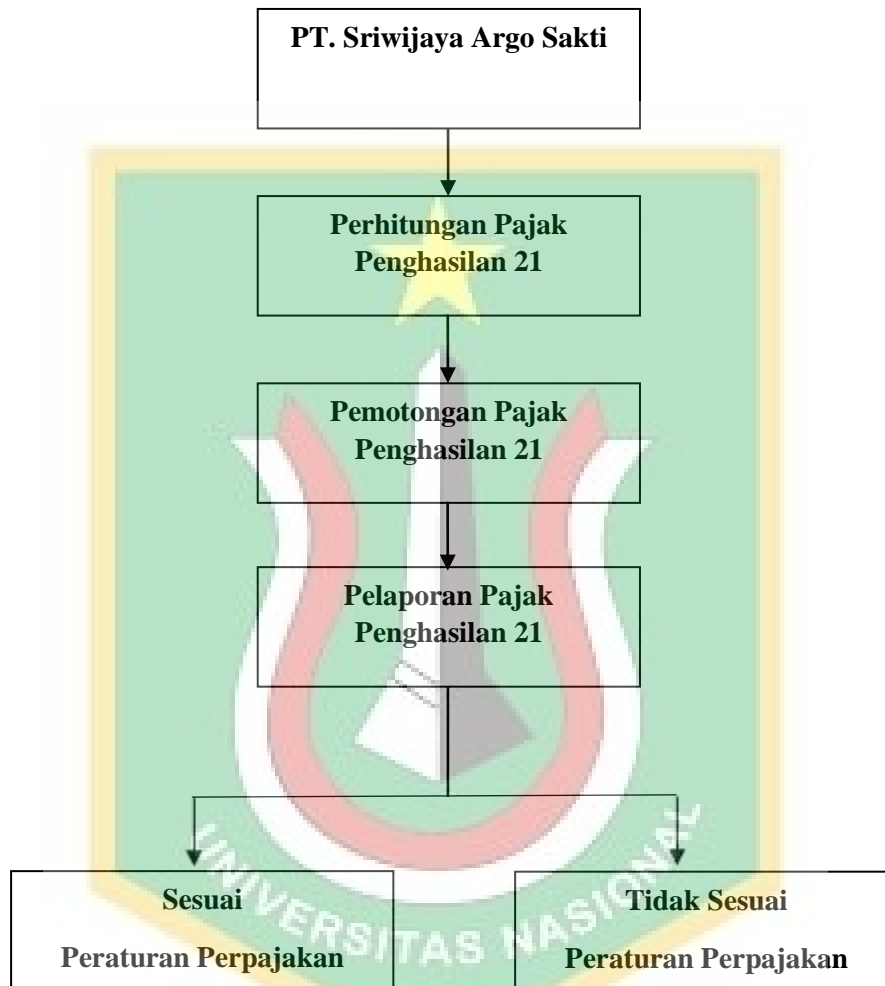 PT. Sriwijaya Argo Sakti
Perhitungan Pajak
Penghasilan 21
Pemotongan Pajak
Penghasilan 21
Pelaporan Pajak
Penghasilan 21
Sesuai
Peraturan Perpajakan
Tidak Sesuai
Peraturan Perpajakan
UNIVERSITAS NASIONAL